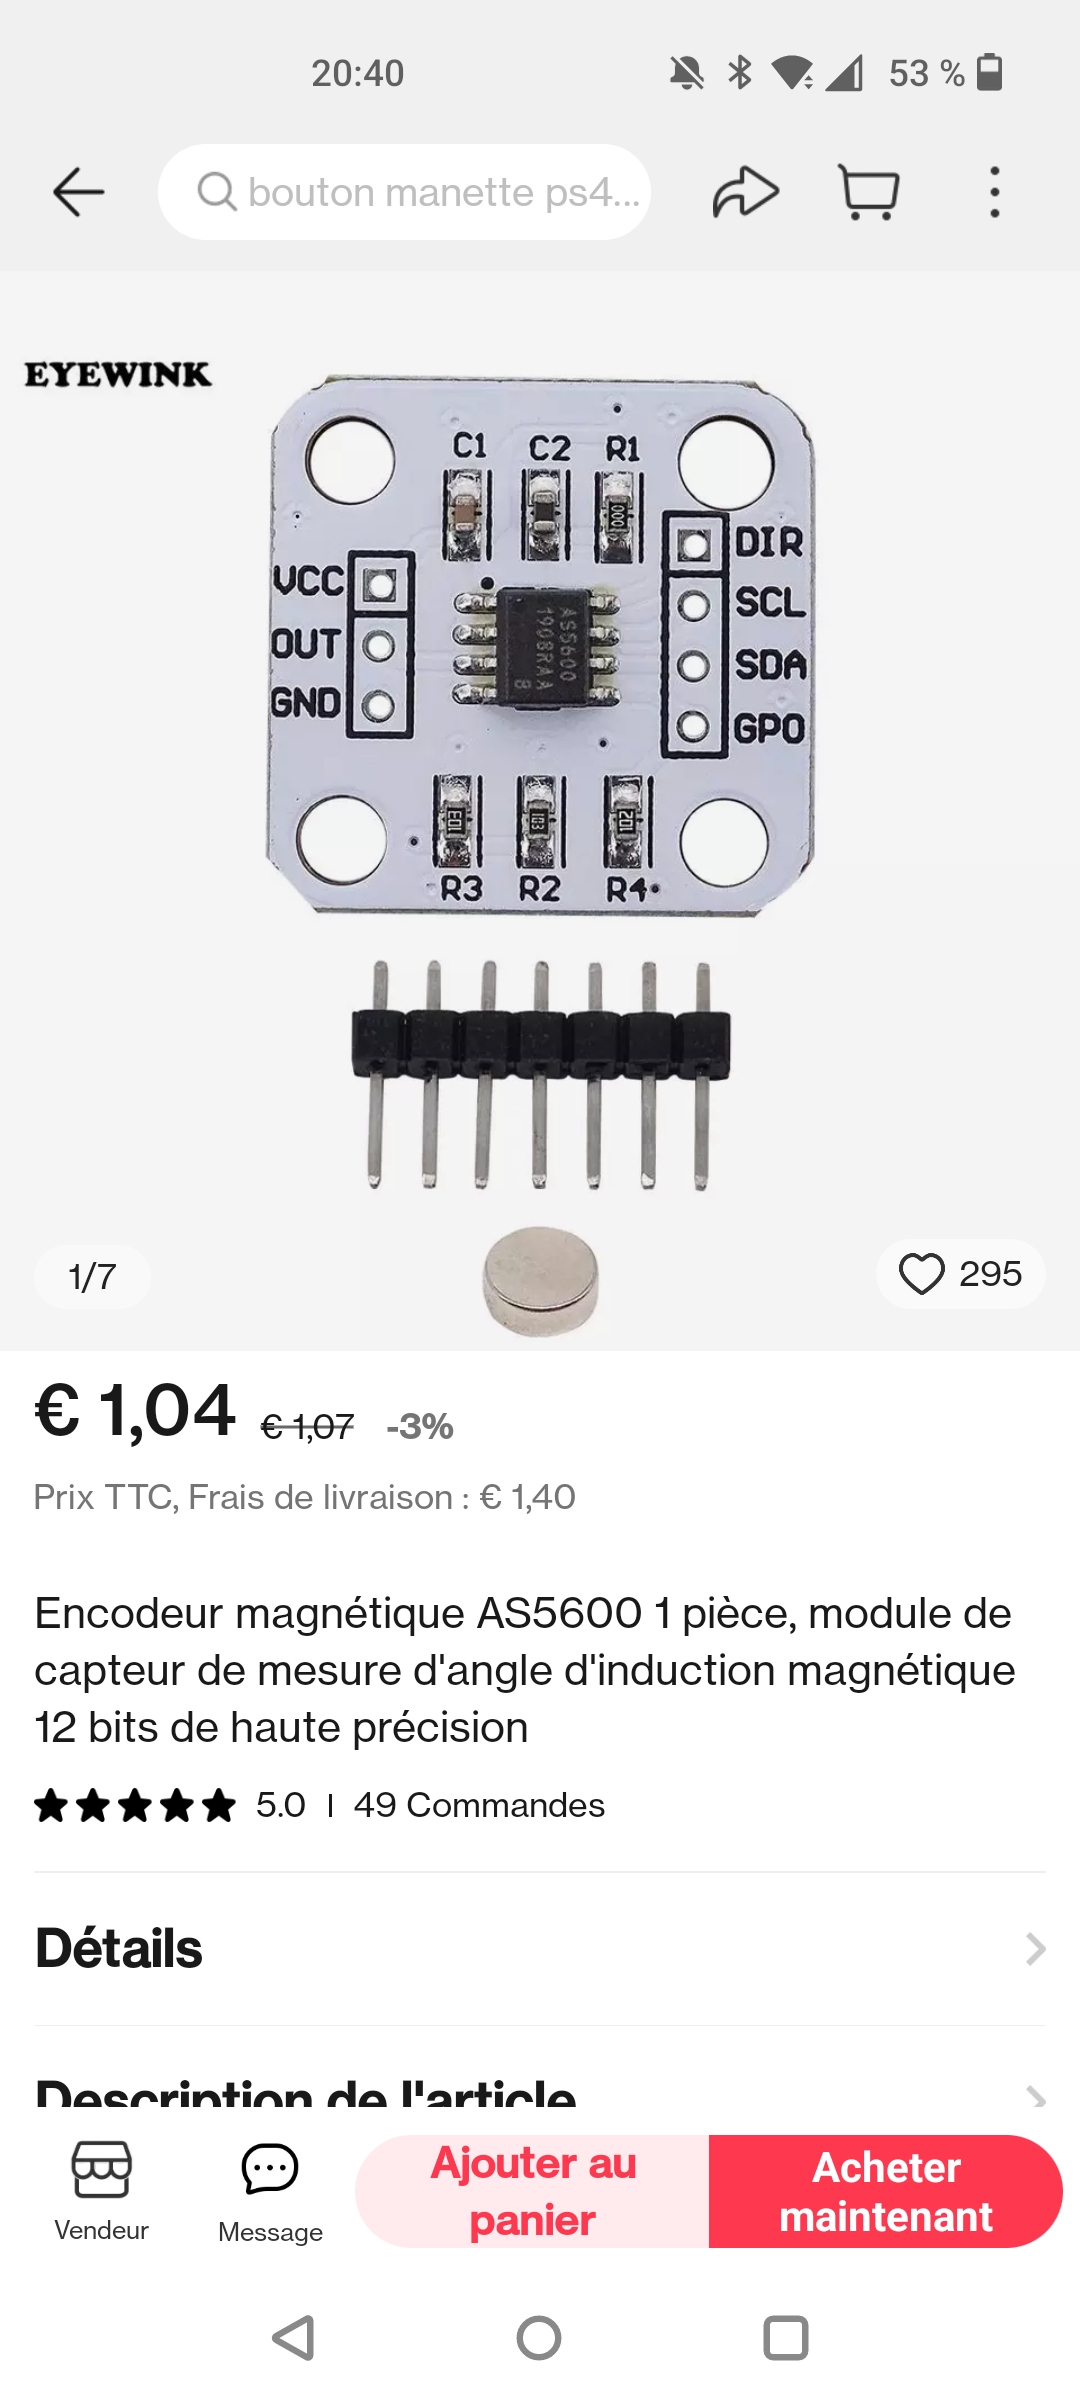 20:40
53 %
bouton manette ps4...
EYEWINK
C1 C2 R1
000
DIR
VCC
SCL
OUT
SDA
GND
GPO
AS5600
1908RAA
8
103
R3 R2 R4
1/7
295
€ 1,04 € 1,07 -3%
Prix TTC, Frais de livraison : € 1,40
Encodeur magnétique AS5600 1 pièce, module de
capteur de mesure d'angle d'induction magnétique
12 bits de haute précision
5.0 | 49 Commandes
Détails
Description de l'article
Vendeur
Message
Ajouter au
panier
Acheter
maintenant